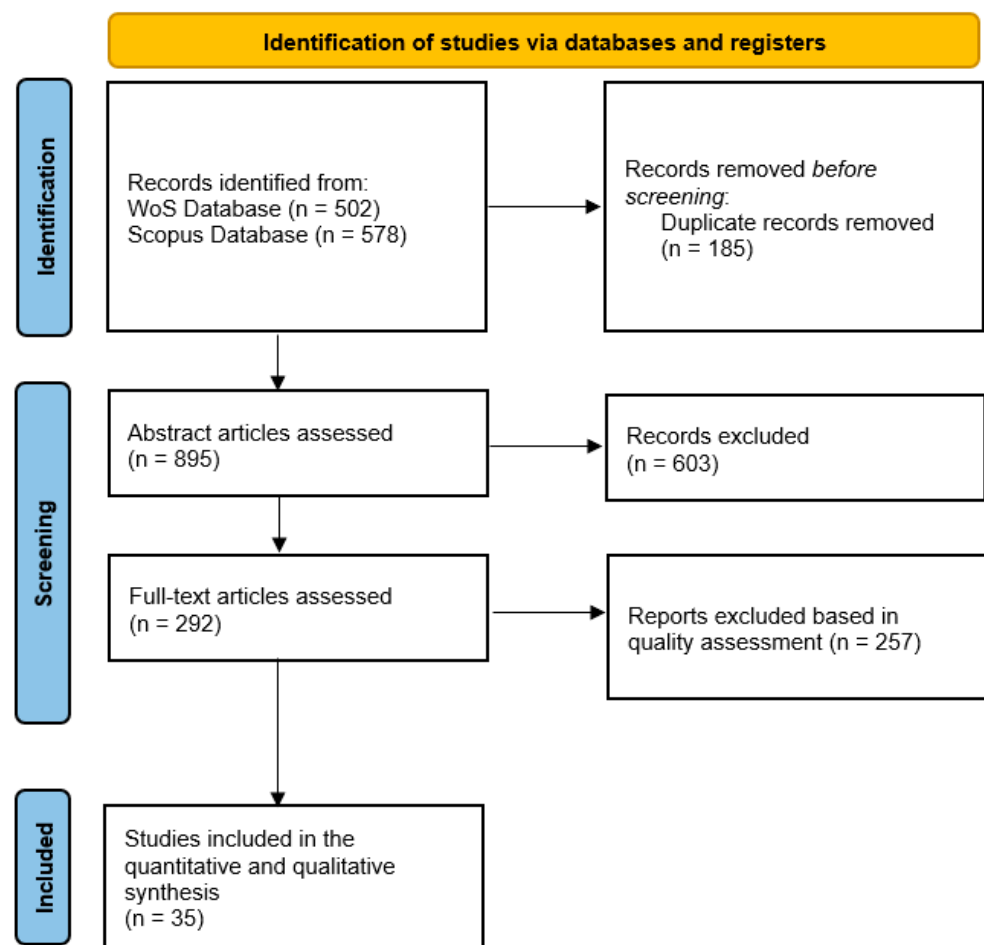 Identification of studies via databases and registers
Identification
Records identified from:
WoS Database (n = 502)
Scopus Database (n = 578)
Records removed before
screening:
Duplicate records removed
(n = 185)
Screening
Abstract articles assessed
(n = 895)
Records excluded
(n = 603)
Full-text articles assessed
(n = 292)
Reports excluded based in
quality assessment (n = 257)
Included
Studies included in the
quantitative and qualitative
synthesis
(n = 35)